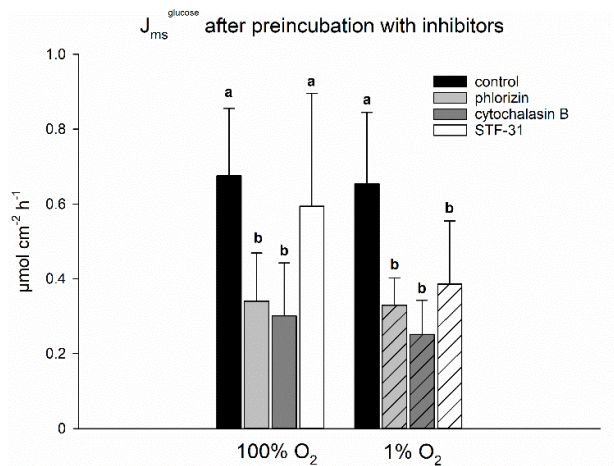 J_ms^glucose after preincubation with inhibitors
1.0
0.8
0.6
0.4
0.2
0
µmol cm⁻² h⁻¹
control
phlorizin
cytochalasin B
STF-31
a
b
b
a
a
b
b
b
100% O₂
1% O₂